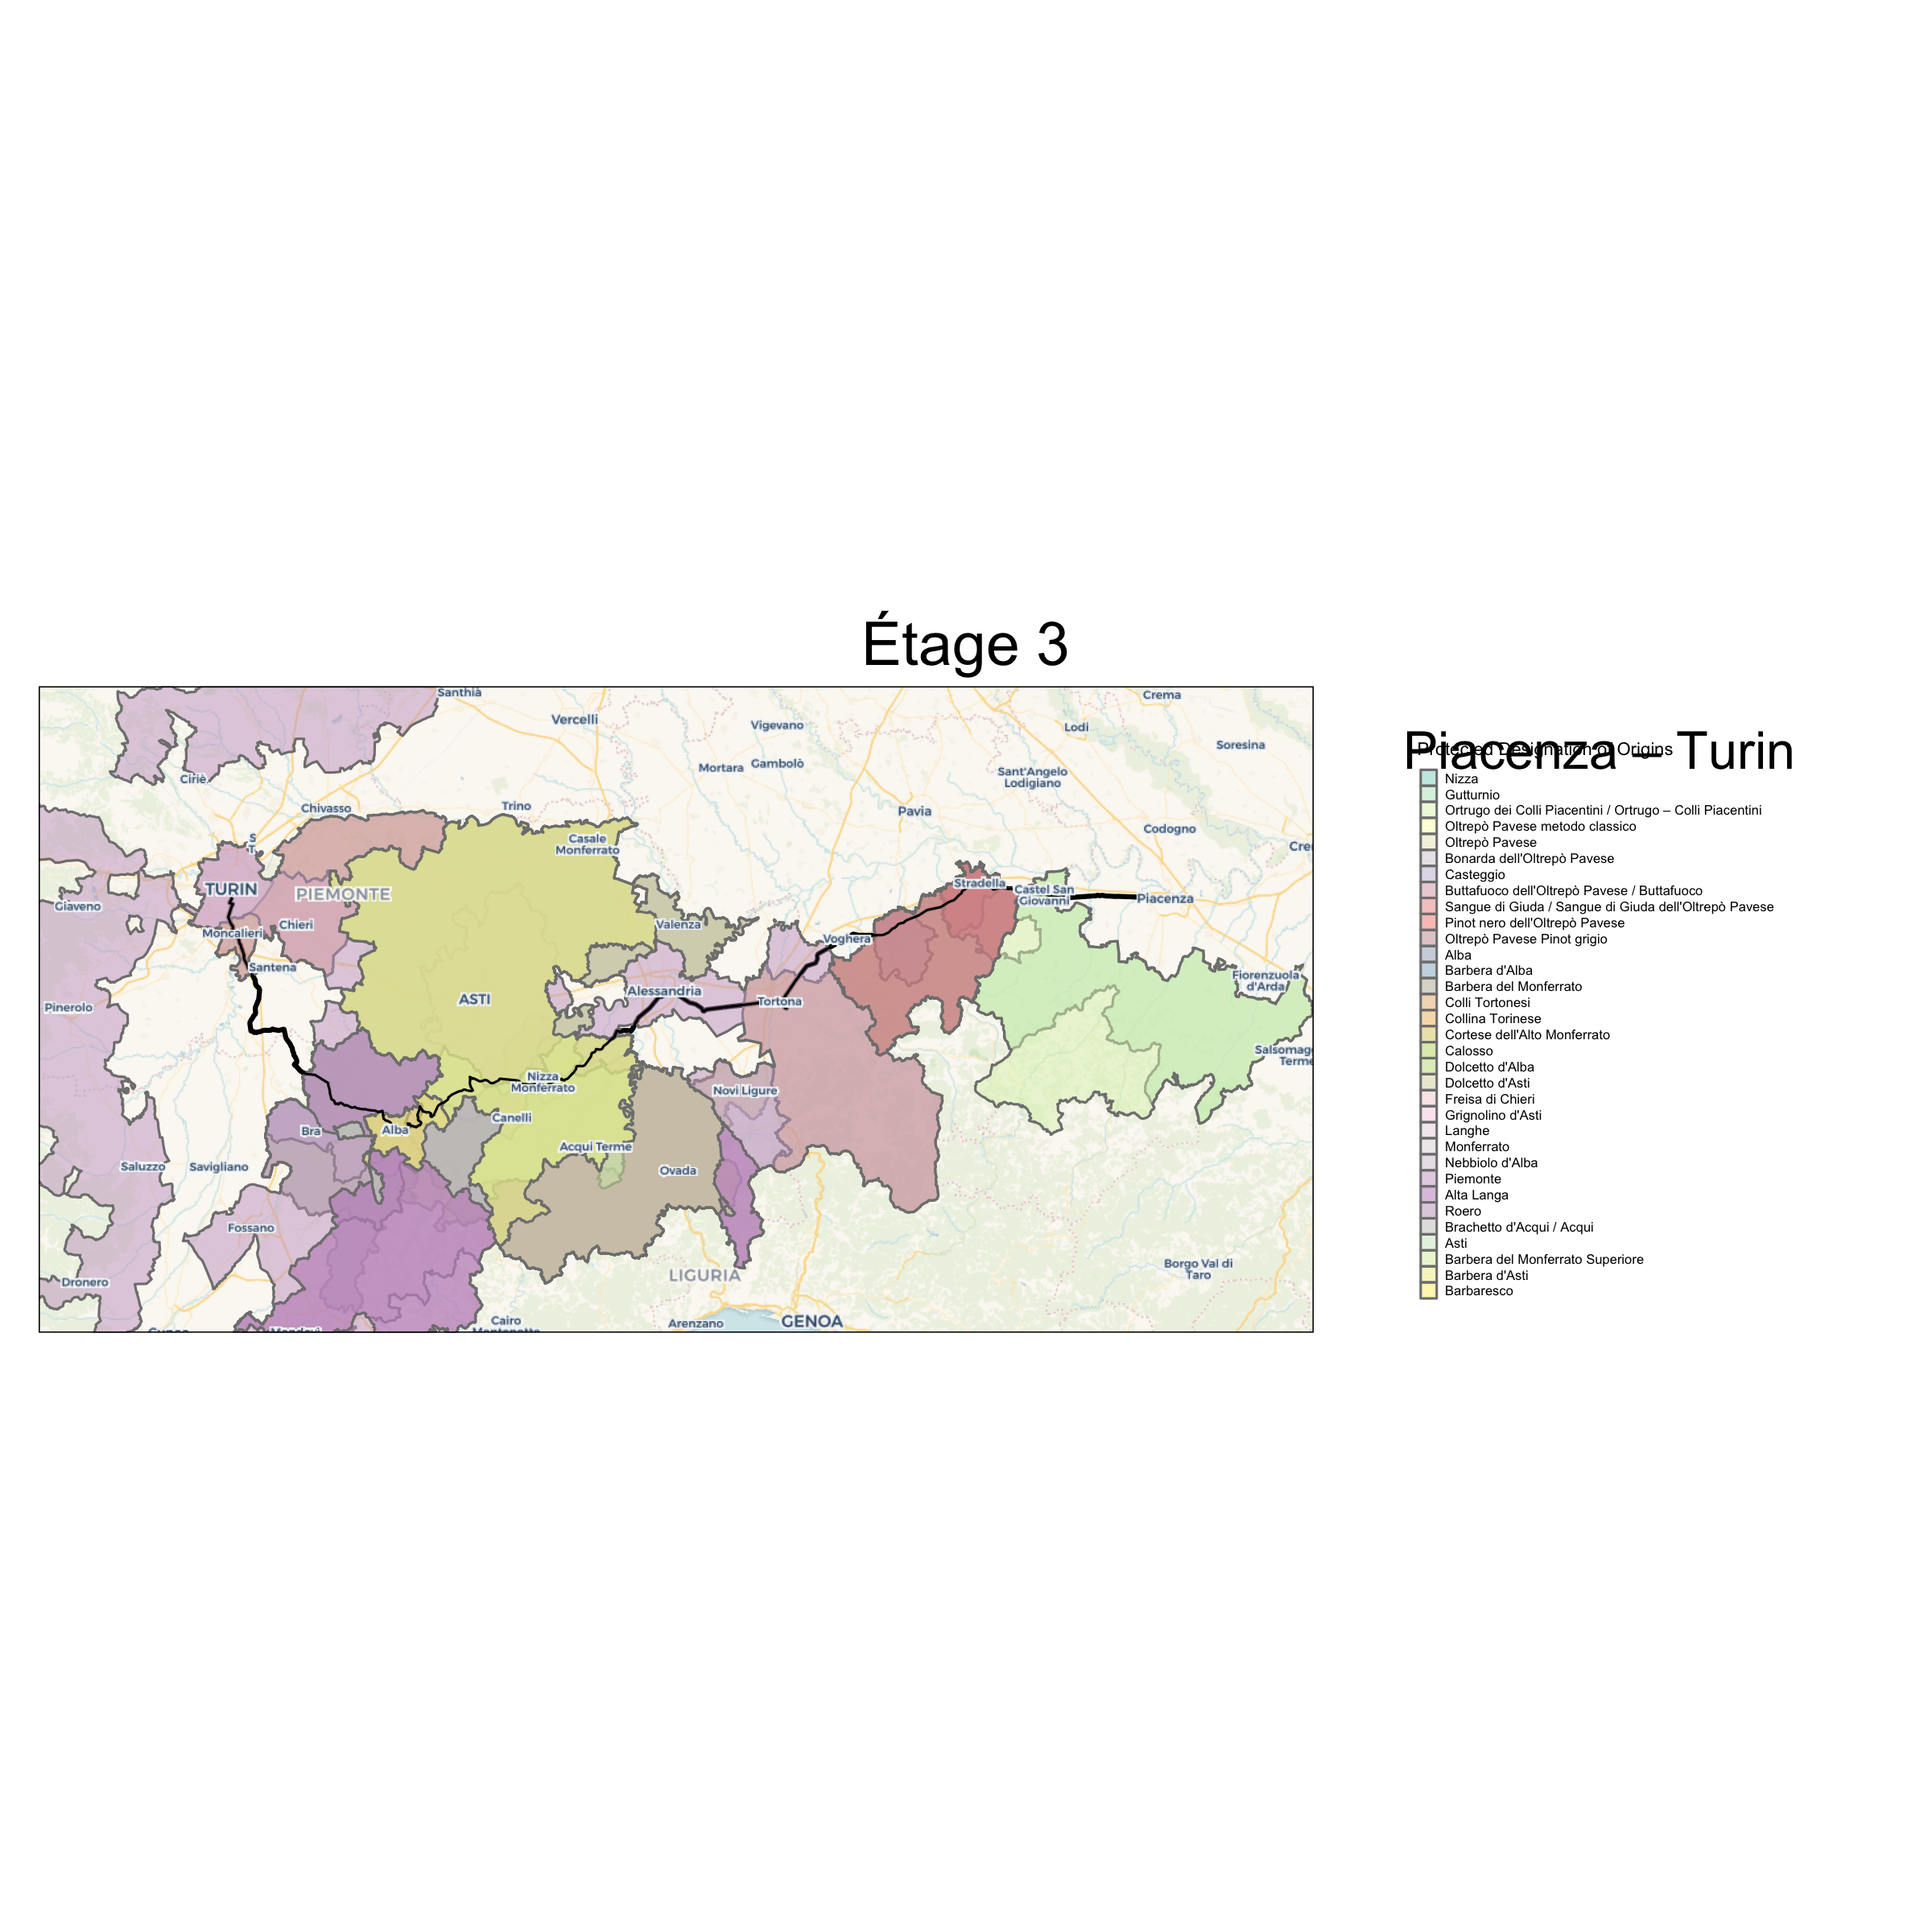 Étage 3
Piacenza – Turin
Protected Designation of Origins
Nizza
Gutturnio
Ortrugo dei Colli Piacentini / Ortrugo – Colli Piacentini
Oltrepò Pavese metodo classico
Oltrepò Pavese
Bonarda dell'Oltrepò Pavese
Casteggio
Buttafuoco dell'Oltrepò Pavese / Buttafuoco
Sangue di Giuda / Sangue di Giuda dell'Oltrepò Pavese
Pinot nero dell'Oltrepò Pavese
Oltrepò Pavese Pinot grigio
Alba
Barbera d'Alba
Barbera del Monferrato
Colli Tortonesi
Collina Torinese
Cortese dell'Alto Monferrato
Calosso
Dolcetto d'Alba
Dolcetto d'Asti
Freisa di Chieri
Grignolino d'Asti
Langhe
Monferrato
Nebbiolo d'Alba
Piemonte
Alta Langa
Roero
Brachetto d'Acqui / Acqui
Asti
Barbera del Monferrato Superiore
Barbera d'Asti
Barbaresco
Santhià
Crema
Vercelli
Vigevano
Lodi
Soresina
Ciriè
Mortara
Gambolò
Sant'Angelo
Lodigiano
Chivasso
Trino
Pavia
Codogno
Casale
Monferrato
TURIN
PIEMONTE
Stradella
Castel San
Giovanni
Piacenza
Giaveno
Chieri
Valenza
Moncalieri
Voghera
Santena
Fiorenzuola
d'Arda
Pinerolo
ASTI
Alessandria
Tortona
Salsomag
Terme
Nizza
Monferrato
Novi Ligure
Canelli
Bra
Alba
Acqui Terme
Saluzzo
Savigliano
Ovada
Fossano
Borgo Val di
Taro
Dronero
LIGURIA
Cairo
Arenzano
GENOA